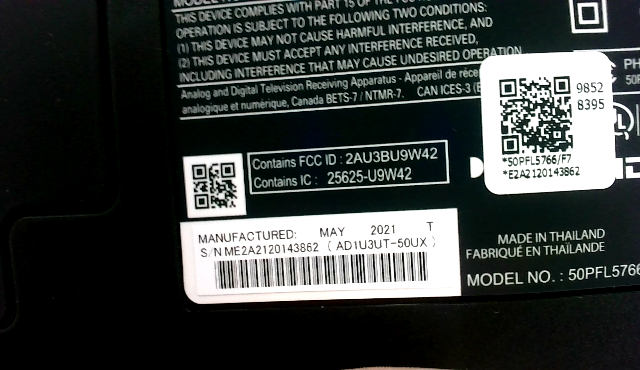 THIS DEVICE COMPLIES WITH PART 15 OF THE
OPERATION IS SUBJECT TO THE FOLLOWING TWO CONDITIONS:
(1) THIS DEVICE MAY NOT CAUSE HARMFUL INTERFERENCE, AND
(2) THIS DEVICE MUST ACCEPT ANY INTERFERENCE RECEIVED,
INCLUDING INTERFERENCE THAT MAY CAUSE UNDESIRED OPERATION.
Analog and Digital Television Receiving Apparatus - Appareil de
analogique et numérique, Canada BETS-7 / NTMR-7. CAN ICES-3
9852
8395
*50PFL5766/F7
*E2A2120143862
Contains FCC ID : 2AU3BU9W42
Contains IC : 25625-U9W42
MANUFACTURED: MAY 2021 T
S/N ME2A2120143862 ( AD1U3UT-50UX )
MADE IN THAILAND
FABRIQUÉ EN THAÏLANDE
MODEL NO. : 50PFL5766